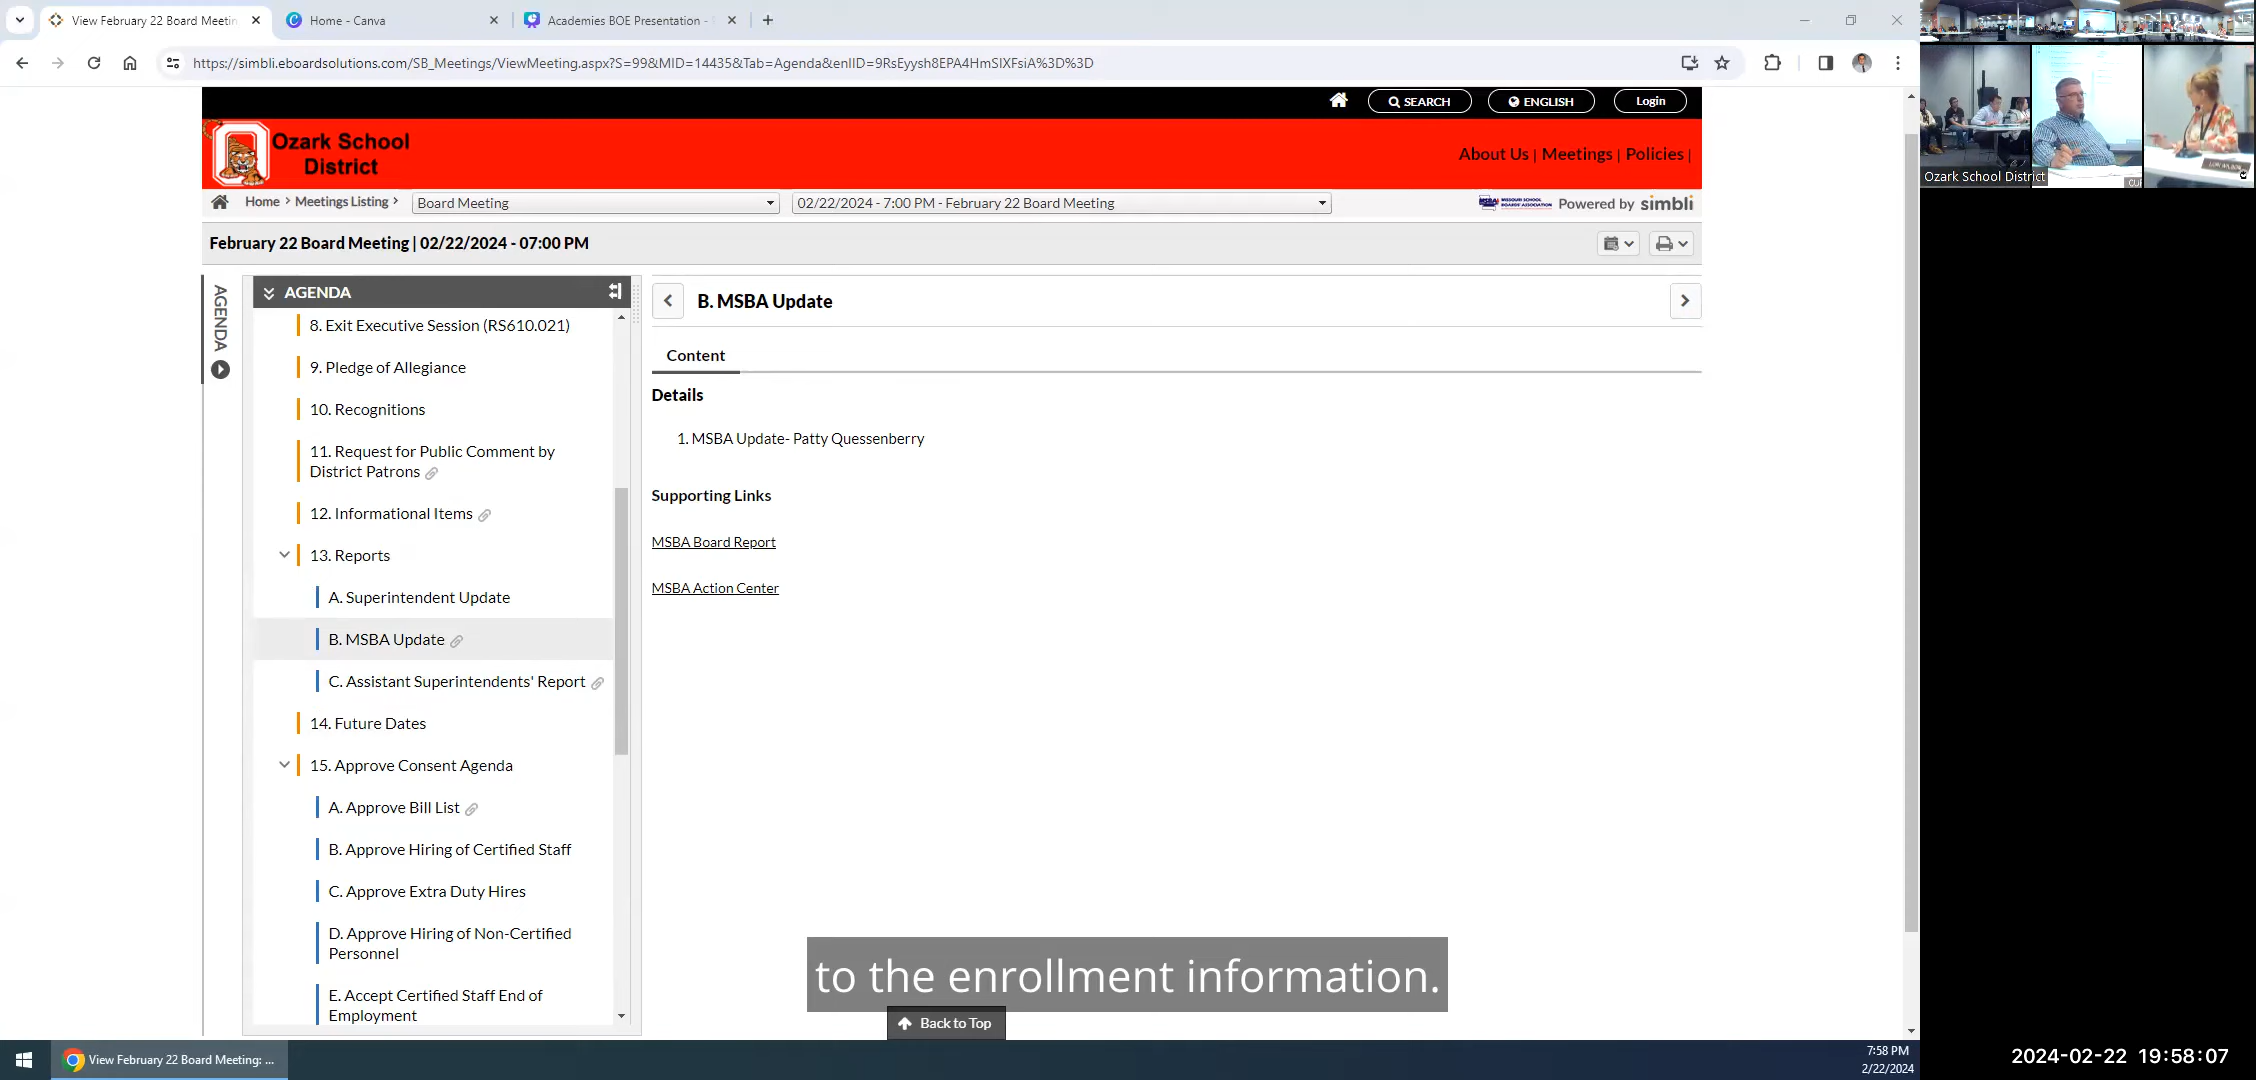 View February 22 Board Meetin
Home - Canva
Academies BOE Presentation -
https://simbli.eboardsolutions.com/SB_Meetings/ViewMeeting.aspx?S=99&MID=14435&Tab=Agenda&enIID=9RsEyysh8EPA4HmSIXFsiA%3D%3D
SEARCH
ENGLISH
Login
Ozark School
District
About Us | Meetings | Policies |
Home > Meetings Listing >
Board Meeting
02/22/2024 - 7:00 PM - February 22 Board Meeting
Powered by simbli
February 22 Board Meeting | 02/22/2024 - 07:00 PM
AGENDA
AGENDA
8. Exit Executive Session (RS610.021)
9. Pledge of Allegiance
10. Recognitions
11. Request for Public Comment by
District Patrons
12. Informational Items
13. Reports
A. Superintendent Update
B. MSBA Update
C. Assistant Superintendents' Report
14. Future Dates
15. Approve Consent Agenda
A. Approve Bill List
B. Approve Hiring of Certified Staff
C. Approve Extra Duty Hires
D. Approve Hiring of Non-Certified
Personnel
E. Accept Certified Staff End of
Employment
B. MSBA Update
Content
Details
1. MSBA Update- Patty Quessenberry
Supporting Links
MSBA Board Report
MSBA Action Center
to the enrollment information.
Back to Top
Ozark School District
View February 22 Board Meeting: ...
7:58 PM
2/22/2024
2024-02-22 19:58:07